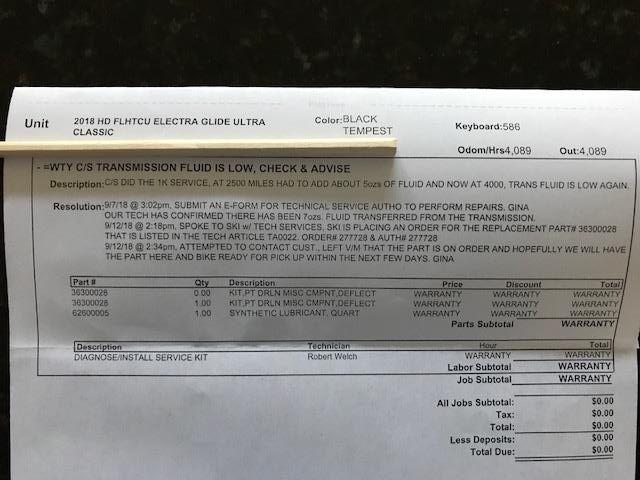 Unit 2018 HD FLHTCU ELECTRA GLIDE ULTRA CLASSIC Color:BLACK TEMPEST Keyboard:586
Odom/Hrs4,089 Out:4,089
- =WTY C/S TRANSMISSION FLUID IS LOW, CHECK & ADVISE
Description:C/S DID THE 1K SERVICE, AT 2500 MILES HAD TO ADD ABOUT 5ozs OF FLUID AND NOW AT 4000, TRANS FLUID IS LOW AGAIN.
Resolution:9/7/18 @ 3:02pm, SUBMIT AN E-FORM FOR TECHNICAL SERVICE AUTHO TO PERFORM REPAIRS. GINA
OUR TECH HAS CONFIRMED THERE HAS BEEN 7ozs. FLUID TRANSFERRED FROM THE TRANSMISSION.
9/12/18 @ 2:18pm, SPOKE TO SKI w/ TECH SERVICES, SKI IS PLACING AN ORDER FOR THE REPLACEMENT PART# 36300028
THAT IS LISTED IN THE TECH ARTICLE TA0022. ORDER# 277728 & AUTH# 277728
9/12/18 @ 2:34pm, ATTEMPTED TO CONTACT CUST., LEFT V/M THAT THE PART IS ON ORDER AND HOPEFULLY WE WILL HAVE
THE PART HERE AND BIKE READY FOR PICK UP WITHIN THE NEXT FEW DAYS. GINA
Part # Qty Description Price Discount Total
36300028 0.00 KIT,PT DRLN MISC CMPNT,DEFLECT WARRANTY WARRANTY WARRANTY
36300028 1.00 KIT,PT DRLN MISC CMPNT,DEFLECT WARRANTY WARRANTY WARRANTY
62600005 1.00 SYNTHETIC LUBRICANT, QUART WARRANTY WARRANTY WARRANTY
Parts Subtotal WARRANTY
Description Technician Hour Total
DIAGNOSE/INSTALL SERVICE KIT Robert Welch WARRANTY WARRANTY
Labor Subtotal WARRANTY
Job Subtotal WARRANTY
All Jobs Subtotal: $0.00
Tax: $0.00
Total: $0.00
Less Deposits: $0.00
Total Due: $0.00